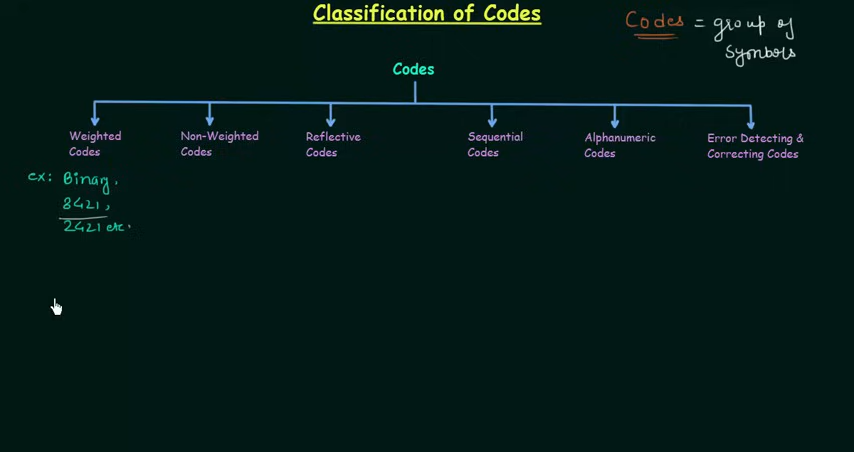 Classification of Codes
Codes = group of
Symbols
Codes
Weighted
Codes
Non-Weighted
Codes
Reflective
Codes
Sequential
Codes
Alphanumeric
Codes
Error Detecting &
Correcting Codes
ex: Binary,
8421,
2421 etc.